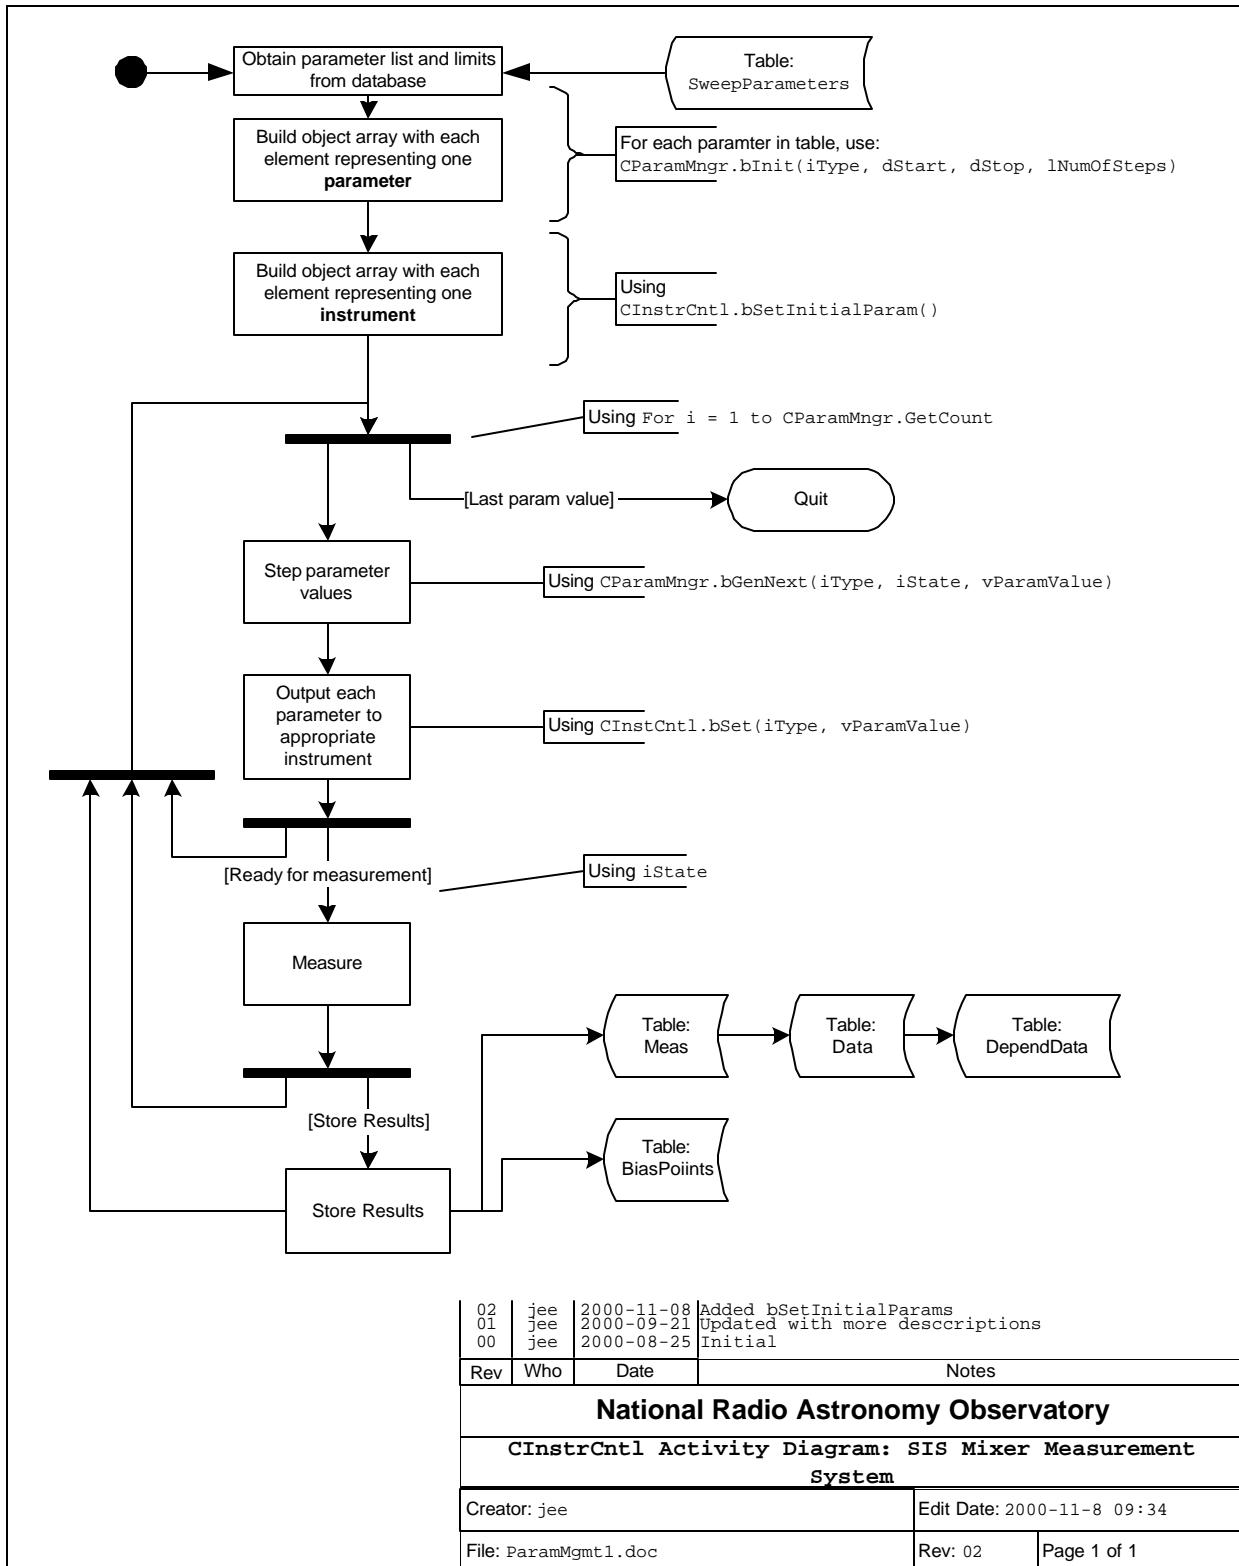 Obtain parameter list and limits
from database
Table:
SweepParameters
Build object array with each
element representing one
parameter
For each paramter in table, use:
CParamMngr.bInit(iType, dStart, dStop, lNumOfSteps)
Build object array with each
element representing one
instrument
Using
CInstrCntl.bSetInitialParam()
Using For i = 1 to CParamMngr.GetCount
[Last param value]
Quit
Step parameter
values
Using CParamMngr.bGenNext(iType, iState, vParamValue)
Output each
parameter to
appropriate
instrument
Using CInstCntl.bSet(iType, vParamValue)
[Ready for measurement]
Using iState
Measure
Table:
Meas
Table:
Data
Table:
DependData
[Store Results]
Table:
BiasPoiints
Store Results
02 jee 2000-11-08 Added bSetInitialParams
01 jee 2000-09-21 Updated with more desccriptions
00 jee 2000-08-25 Initial
Rev Who Date Notes
National Radio Astronomy Observatory
CInstrCntl Activity Diagram: SIS Mixer Measurement
System
Creator: jee Edit Date: 2000-11-8 09:34
File: ParamMgmt1.doc Rev: 02 Page 1 of 1